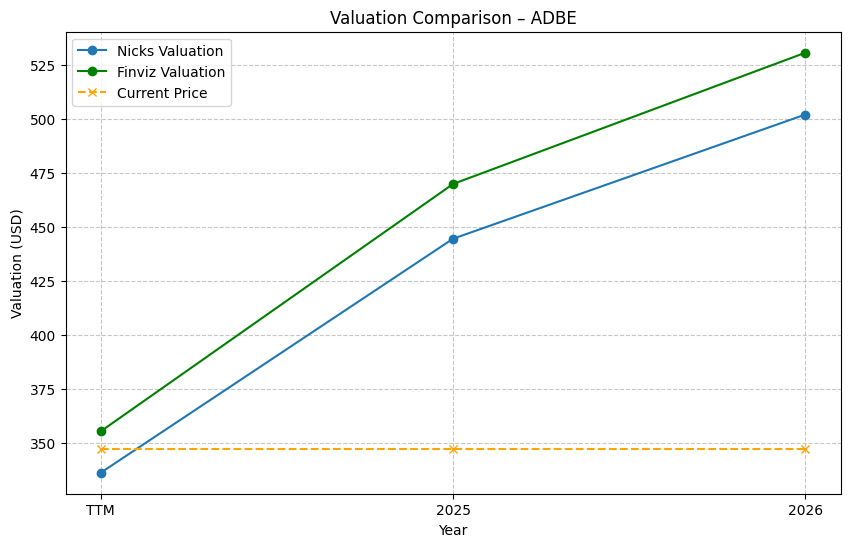 Valuation Comparison – ADBE
Nicks Valuation
Finviz Valuation
Current Price
Valuation (USD)
525
500
475
450
425
400
375
350
TTM
2025
2026
Year